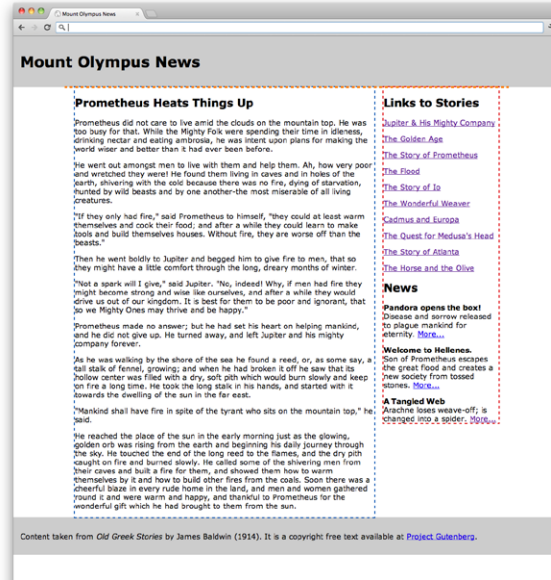 Mount Olympus News
Mount Olympus News
Prometheus Heats Things Up
Prometheus did not care to live amid the clouds on the mountain top. He was
too busy for that. While the Mighty Folk were spending their time in idleness,
drinking nectar and eating ambrosia, he was intent upon plans for making the
world wiser and better than it had ever been before.
He went out amongst men to live with them and help them. Ah, how very poor
and wretched they were! He found them living in caves and in holes of the
earth, shivering with the cold because there was no fire, dying of starvation,
hunted by wild beasts and by one another-the most miserable of all living
creatures.
"If they only had fire," said Prometheus to himself, "they could at least warm
themselves and cook their food; and after a while they could learn to make
tools and build themselves houses. Without fire, they are worse off than the
beasts."
Then he went boldly to Jupiter and begged him to give fire to men, that so
they might have a little comfort through the long, dreary months of winter.
"Not a spark will I give," said Jupiter. "No, indeed! Why, if men had fire they
might become strong and wise like ourselves, and after a while they would
drive us out of our kingdom. It is best for them to be poor and ignorant, that
so we Mighty Ones may thrive and be happy."
Prometheus made no answer; but he had set his heart on helping mankind,
and he did not give up. He turned away, and left Jupiter and his mighty
company forever.
As he was walking by the shore of the sea he found a reed, or, as some say, a
tall stalk of fennel, growing; and when he had broken it off he saw that its
hollow center was filled with a dry, soft pith which would burn slowly and keep
on fire a long time. He took the long stalk in his hands, and started with it
towards the dwelling of the sun in the far east.
"Mankind shall have fire in spite of the tyrant who sits on the mountain top," he
said.
He reached the place of the sun in the early morning just as the glowing,
golden orb was rising from the earth and beginning his daily journey through
the sky. He touched the end of the long reed to the flames, and the dry pith
caught on fire and burned slowly. He called some of the shivering men from
their caves and built a fire for them, and showed them how to warm
themselves by it and how to build other fires from the coals. Soon there was a
cheerful blaze in every rude home in the land, and men and women gathered
round it and were warm and happy, and thankful to Prometheus for the
wonderful gift which he had brought to them from the sun.
Links to Stories
Jupiter & His Mighty Company
The Golden Age
The Story of Prometheus
The Flood
The Story of Io
The Wonderful Weaver
Cadmus and Europa
The Quest for Medusa's Head
The Story of Atlanta
The Horse and the Olive
News
Pandora opens the box!
Disease and sorrow released
to plague mankind for
eternity. More...
Welcome to Hellenes.
Son of Prometheus escapes
the great flood and creates a
new society from tossed
stones. More...
A Tangled Web
Arachne loses weave-off; is
changed into a spider. More...
Content taken from Old Greek Stories by James Baldwin (1914). It is a copyright free text available at Project Gutenberg.